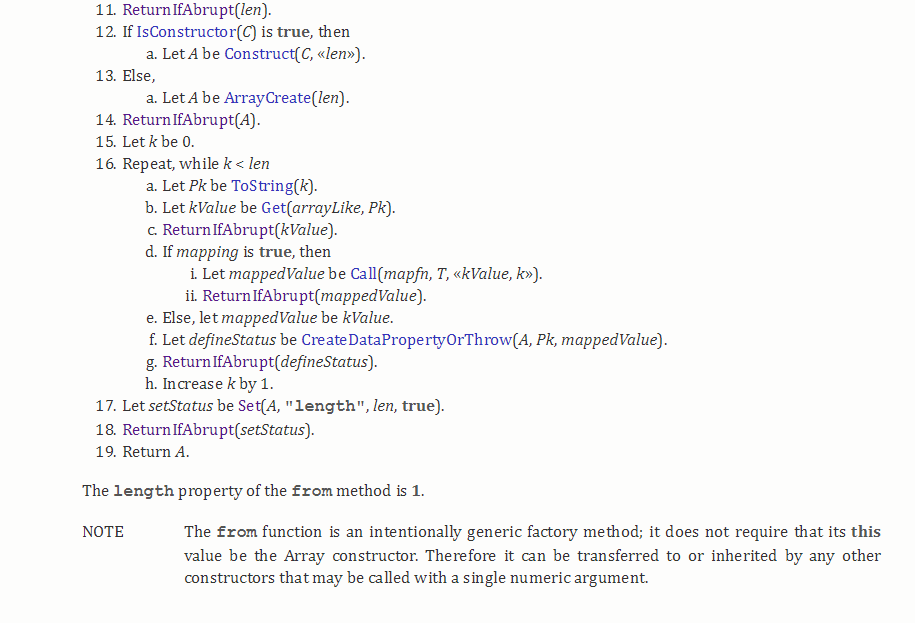 11. ReturnIfAbrupt(len).
12. If IsConstructor(C) is true, then
a. Let A be Construct(C, «len»).
13. Else,
a. Let A be ArrayCreate(len).
14. ReturnIfAbrupt(A).
15. Let k be 0.
16. Repeat, while k < len
a. Let Pk be ToString(k).
b. Let kValue be Get(arrayLike, Pk).
c. ReturnIfAbrupt(kValue).
d. If mapping is true, then
i. Let mappedValue be Call(mapfn, T, «kValue, k»).
ii. ReturnIfAbrupt(mappedValue).
e. Else, let mappedValue be kValue.
f. Let defineStatus be CreateDataPropertyOrThrow(A, Pk, mappedValue).
g. ReturnIfAbrupt(defineStatus).
h. Increase k by 1.
17. Let setStatus be Set(A, "length", len, true).
18. ReturnIfAbrupt(setStatus).
19. Return A.
The length property of the from method is 1.
NOTE The from function is an intentionally generic factory method; it does not require that its this
value be the Array constructor. Therefore it can be transferred to or inherited by any other
constructors that may be called with a single numeric argument.